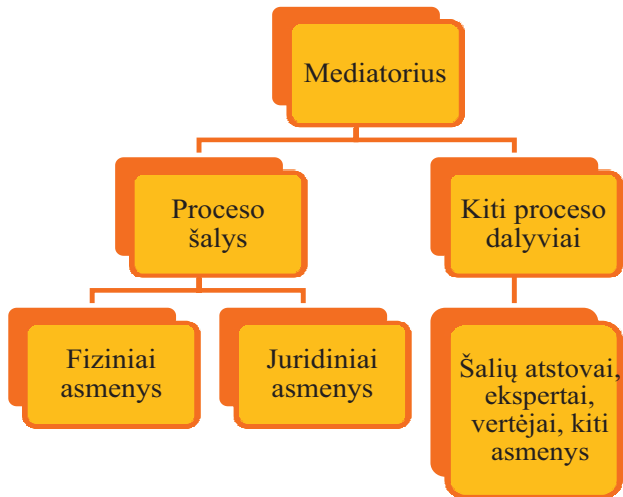 Mediatorius
Proceso
šalys
Kiti proceso
dalyviai
Fiziniai
asmenys
Juridiniai
asmenys
Šalių atstovai,
ekspertai,
vertėjai, kiti
asmenys